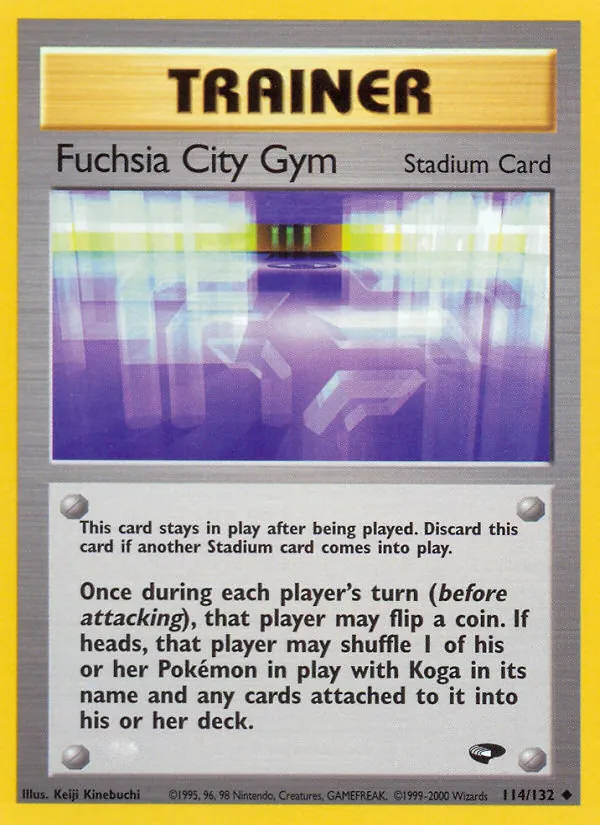 TRAINER
Fuchsia City Gym Stadium Card
This card stays in play after being played. Discard this
card if another Stadium card comes into play.
Once during each player's turn (before
attacking), that player may flip a coin. If
heads, that player may shuffle 1 of his
or her Pokémon in play with Koga in its
name and any cards attached to it into
his or her deck.
Illus. Keiji Kinebuchi ©1995, 96, 98 Nintendo, Creatures, GAMEFREAK. ©1999-2000 Wizards 114/132 ◆